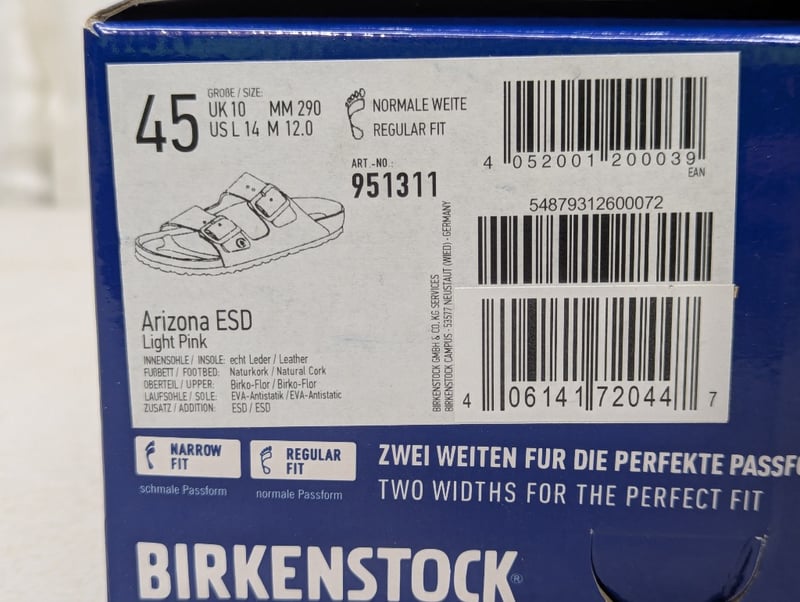 45
GRÖßE / SIZE:
UK 10 MM 290
US L 14 M 12.0
NORMALE WEITE
REGULAR FIT
ART.-NO.:
951311
4 052001 200039
EAN
54879312600072
4 06141 72044 7
BIRKENSTOCK GMBH & CO. KG SERVICES
BIRKENSTOCK CAMPUS · 53577 NEUSTADT (WIED) · GERMANY
Arizona ESD
Light Pink
INNENSOHLE / INSOLE: echt Leder / Leather
FUßBETT / FOOTBED: Naturkork / Natural Cork
OBERTEIL / UPPER: Birko-Flor / Birko-Flor
LAUFSOHLE / SOLE: EVA-Antistatik / EVA-Antistatic
ZUSATZ / ADDITION: ESD / ESD
NARROW
FIT
schmale Passform
REGULAR
FIT
normale Passform
ZWEI WEITEN FÜR DIE PERFEKTE PASSFO
TWO WIDTHS FOR THE PERFECT FIT
BIRKENSTOCK®